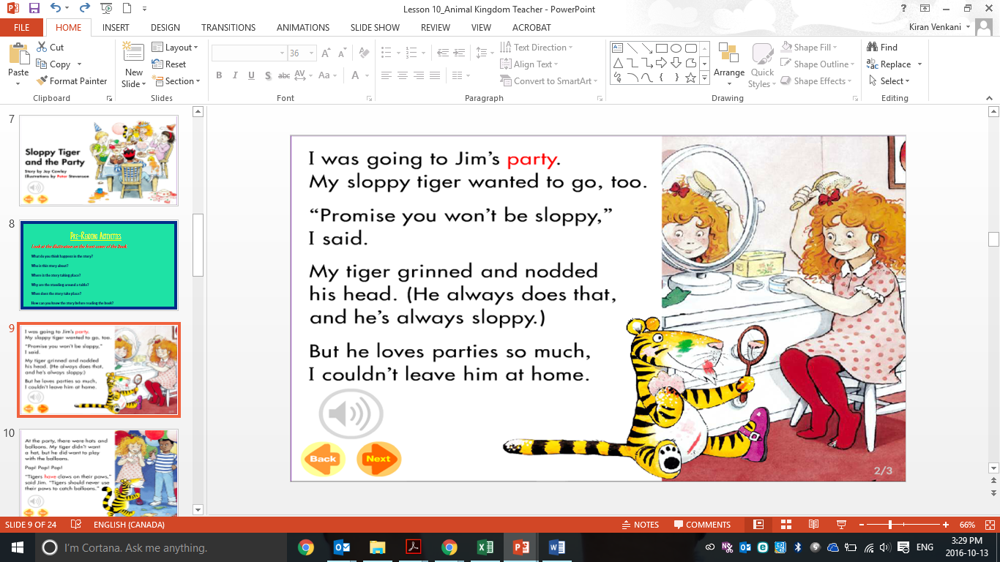 Lesson 10_Animal Kingdom Teacher - PowerPoint
FILE HOME INSERT DESIGN TRANSITIONS ANIMATIONS SLIDE SHOW REVIEW VIEW ACROBAT
Kiran Venkani
Paste
Cut
Copy
Format Painter
Clipboard
New Slide
Layout
Reset
Section
Slides
36
B I U S abc AV Aa A
Font
Text Direction
Align Text
Convert to SmartArt
Paragraph
Arrange
Quick Styles
Shape Fill
Shape Outline
Shape Effects
Drawing
Find
Replace
Select
Editing
7
Sloppy Tiger
and the Party
Story by Joy Cowley
Illustrations by Peter Stevenson
8
Pre-Reading Activities
Look at the illustration on the front cover of the book.
What do you think happens in the story?
Who is this story about?
Where is the story taking place?
Why are the standing around a table?
When does the story take place?
How can you know the story before reading the book?
9
I was going to Jim's party.
My sloppy tiger wanted to go, too.
"Promise you won't be sloppy,"
I said.
My tiger grinned and nodded
his head. (He always does that,
and he's always sloppy.)
But he loves parties so much,
I couldn't leave him at home.
10
At the party, there were hats and
balloons. My tiger didn't want
a hat, but he did want to play
with the balloons.
Pop! Pop! Pop!
"Tigers have claws on their paws,"
said Jim. "Tigers should never use
their paws to catch balloons."
I was going to Jim's party.
My sloppy tiger wanted to go, too.
"Promise you won't be sloppy,"
I said.
My tiger grinned and nodded
his head. (He always does that,
and he's always sloppy.)
But he loves parties so much,
I couldn't leave him at home.
Back Next
2/3
SLIDE 9 OF 24 ENGLISH (CANADA) NOTES COMMENTS 66%
I'm Cortana. Ask me anything.
ENG
3:29 PM
2016-10-13